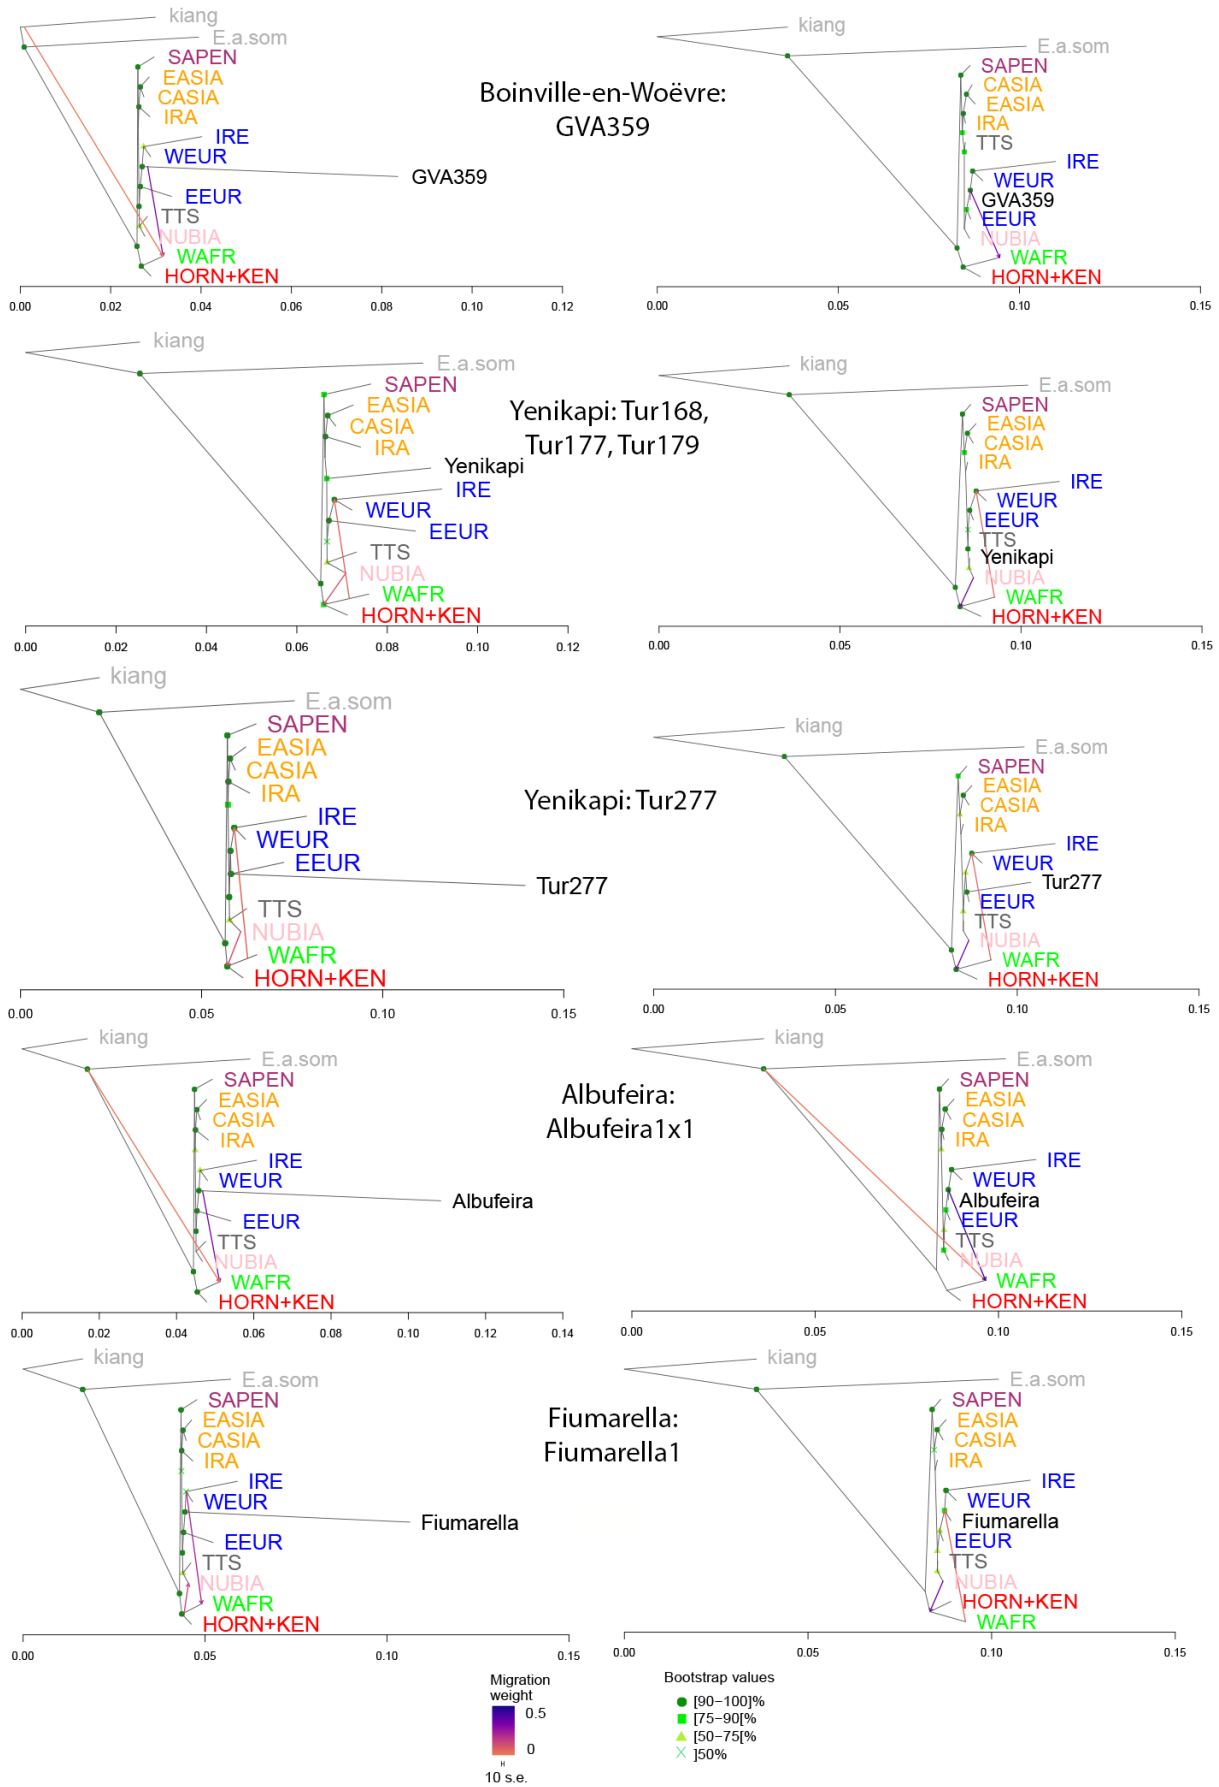 kiang
E.a.som
SAPEN
EASIA
CASIA
IRA
IRE
WEUR
GVA359
EEUR
TTS
NUBIA
WAFR
HORN+KEN
0.00 0.02 0.04 0.06 0.08 0.10 0.12
Boinville-en-Woëvre:
GVA359
kiang
E.a.som
SAPEN
CASIA
EASIA
IRA
TTS
IRE
WEUR
GVA359
EEUR
NUBIA
WAFR
HORN+KEN
0.00 0.05 0.10 0.15
kiang
E.a.som
SAPEN
EASIA
CASIA
IRA
Yenikapi
IRE
WEUR
EEUR
TTS
NUBIA
WAFR
HORN+KEN
0.00 0.02 0.04 0.06 0.08 0.10 0.12
Yenikapi: Tur168,
Tur177, Tur179
kiang
E.a.som
SAPEN
EASIA
CASIA
IRA
IRE
WEUR
EEUR
TTS
Yenikapi
NUBIA
WAFR
HORN+KEN
0.00 0.05 0.10 0.15
kiang
E.a.som
SAPEN
EASIA
CASIA
IRA
IRE
WEUR
EEUR
Tur277
TTS
NUBIA
WAFR
HORN+KEN
0.00 0.05 0.10 0.15
Yenikapi: Tur277
kiang
E.a.som
SAPEN
EASIA
CASIA
IRA
IRE
WEUR
Tur277
EEUR
TTS
NUBIA
WAFR
HORN+KEN
0.00 0.05 0.10 0.15
kiang
E.a.som
SAPEN
EASIA
CASIA
IRA
IRE
WEUR
Albufeira
EEUR
TTS
NUBIA
WAFR
HORN+KEN
0.00 0.02 0.04 0.06 0.08 0.10 0.12 0.14
Albufeira:
Albufeira1x1
kiang
E.a.som
SAPEN
EASIA
CASIA
IRA
IRE
WEUR
Albufeira
EEUR
TTS
NUBIA
WAFR
HORN+KEN
0.00 0.05 0.10 0.15
kiang
E.a.som
SAPEN
EASIA
CASIA
IRA
IRE
WEUR
Fiumarella
EEUR
TTS
NUBIA
WAFR
HORN+KEN
0.00 0.05 0.10 0.15
Fiumarella:
Fiumarella1
kiang
E.a.som
SAPEN
EASIA
CASIA
IRA
IRE
WEUR
Fiumarella
EEUR
TTS
NUBIA
HORN+KEN
WAFR
0.00 0.05 0.10 0.15
Migration
weight
0.5
0
10 s.e.
Bootstrap values
[90−100]%
[75−90[%
[50−75[%
]50%